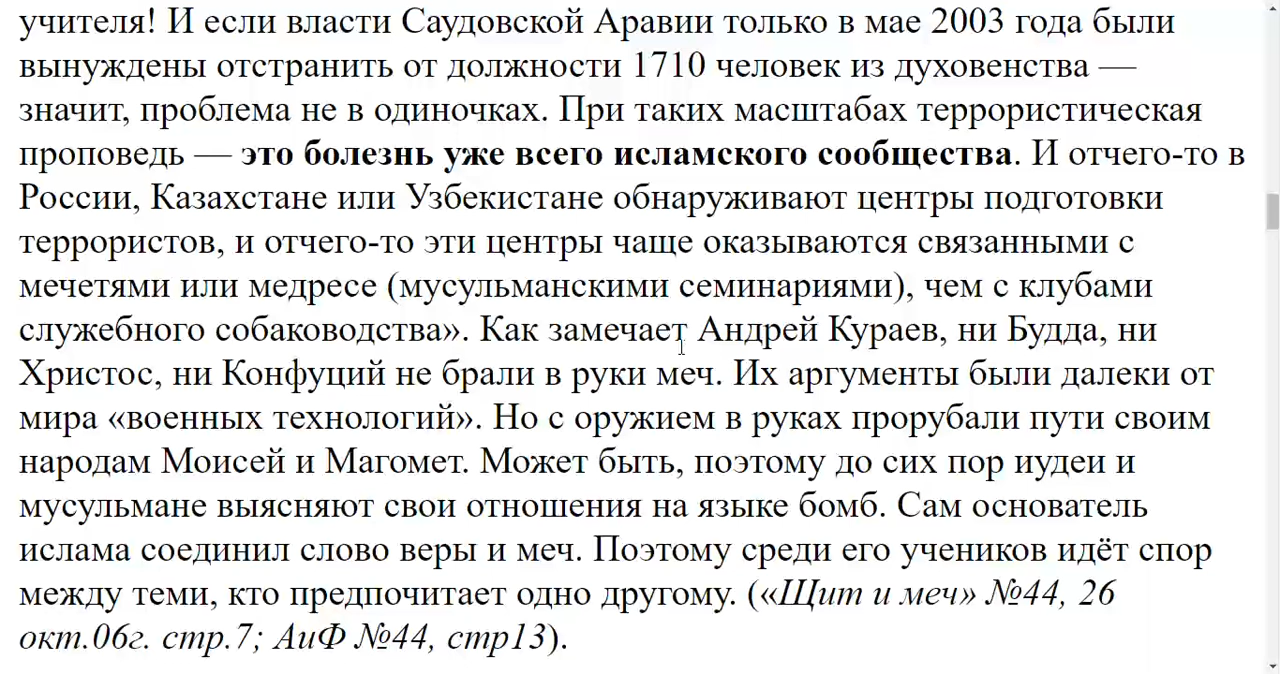 учителя! И если власти Саудовской Аравии только в мае 2003 года были
вынуждены отстранить от должности 1710 человек из духовенства —
значит, проблема не в одиночках. При таких масштабах террористическая
проповедь — это болезнь уже всего исламского сообщества. И отчего-то в
России, Казахстане или Узбекистане обнаруживают центры подготовки
террористов, и отчего-то эти центры чаще оказываются связанными с
мечетями или медресе (мусульманскими семинариями), чем с клубами
служебного собаководства». Как замечает Андрей Кураев, ни Будда, ни
Христос, ни Конфуций не брали в руки меч. Их аргументы были далеки от
мира «военных технологий». Но с оружием в руках прорубали пути своим
народам Моисей и Магомет. Может быть, поэтому до сих пор иудеи и
мусульмане выясняют свои отношения на языке бомб. Сам основатель
ислама соединил слово веры и меч. Поэтому среди его учеников идёт спор
между теми, кто предпочитает одно другому. («Щит и меч» №44, 26
окт.06г. стр.7; АиФ №44, стр13).